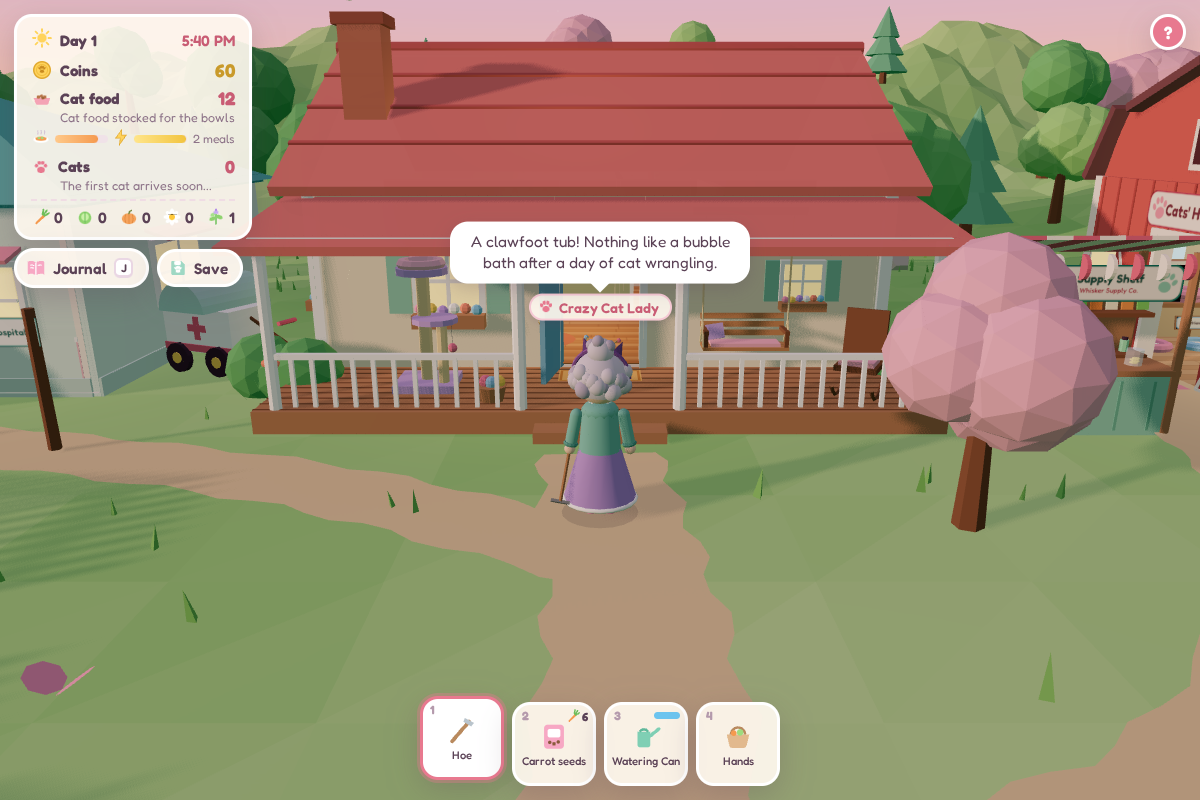 Day 1 5:40 PM
Coins 60
Cat food 12
Cat food stocked for the bowls
2 meals
Cats 0
The first cat arrives soon...
0 0 0 0 1
Journal J Save
?
A clawfoot tub! Nothing like a bubble
bath after a day of cat wrangling.
Crazy Cat Lady
Cats' H
Supply Shelf
Whisker Supply Co.
ospital
1 Hoe
2 6 Carrot seeds
3 Watering Can
4 Hands